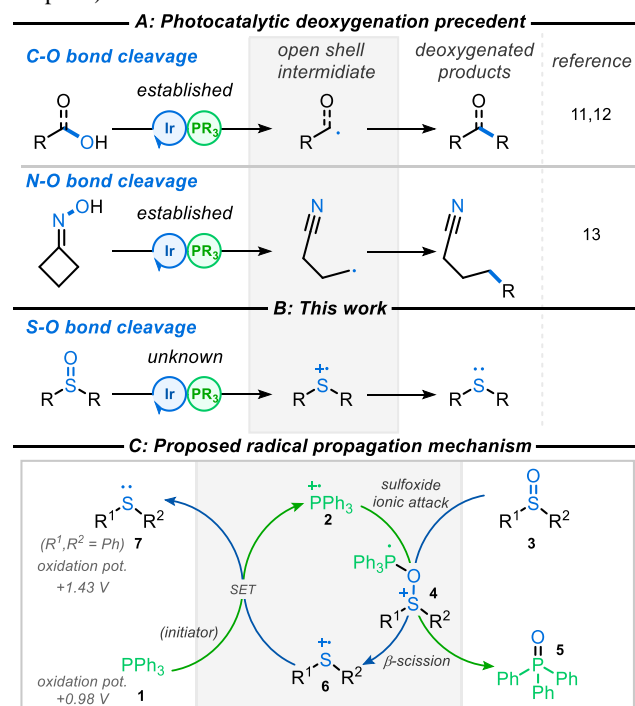 A: Photocatalytic deoxygenation precedent
C-O bond cleavage
open shell
intermidiate
deoxygenated
products
reference
established
O
R
OH
Ir
PR3
O
R
O
R
R
11,12
N-O bond cleavage
N
OH
established
Ir
PR3
N
N
R
13
B: This work
S-O bond cleavage
unknown
O
S
R
R
Ir
PR3
+·
S
R
R
S
R
R
C: Proposed radical propagation mechanism
S
R1
R2
7
(R1,R2 = Ph)
oxidation pot.
+1.43 V
+·
PPh3
2
sulfoxide
ionic attack
O
S
R1
R2
3
Ph3P
O
+
S
R1
R2
4
SET
(initiator)
PPh3
1
oxidation pot.
+0.98 V
+·
S
R1
R2
6
β-scission
O
5
P
Ph
Ph
Ph